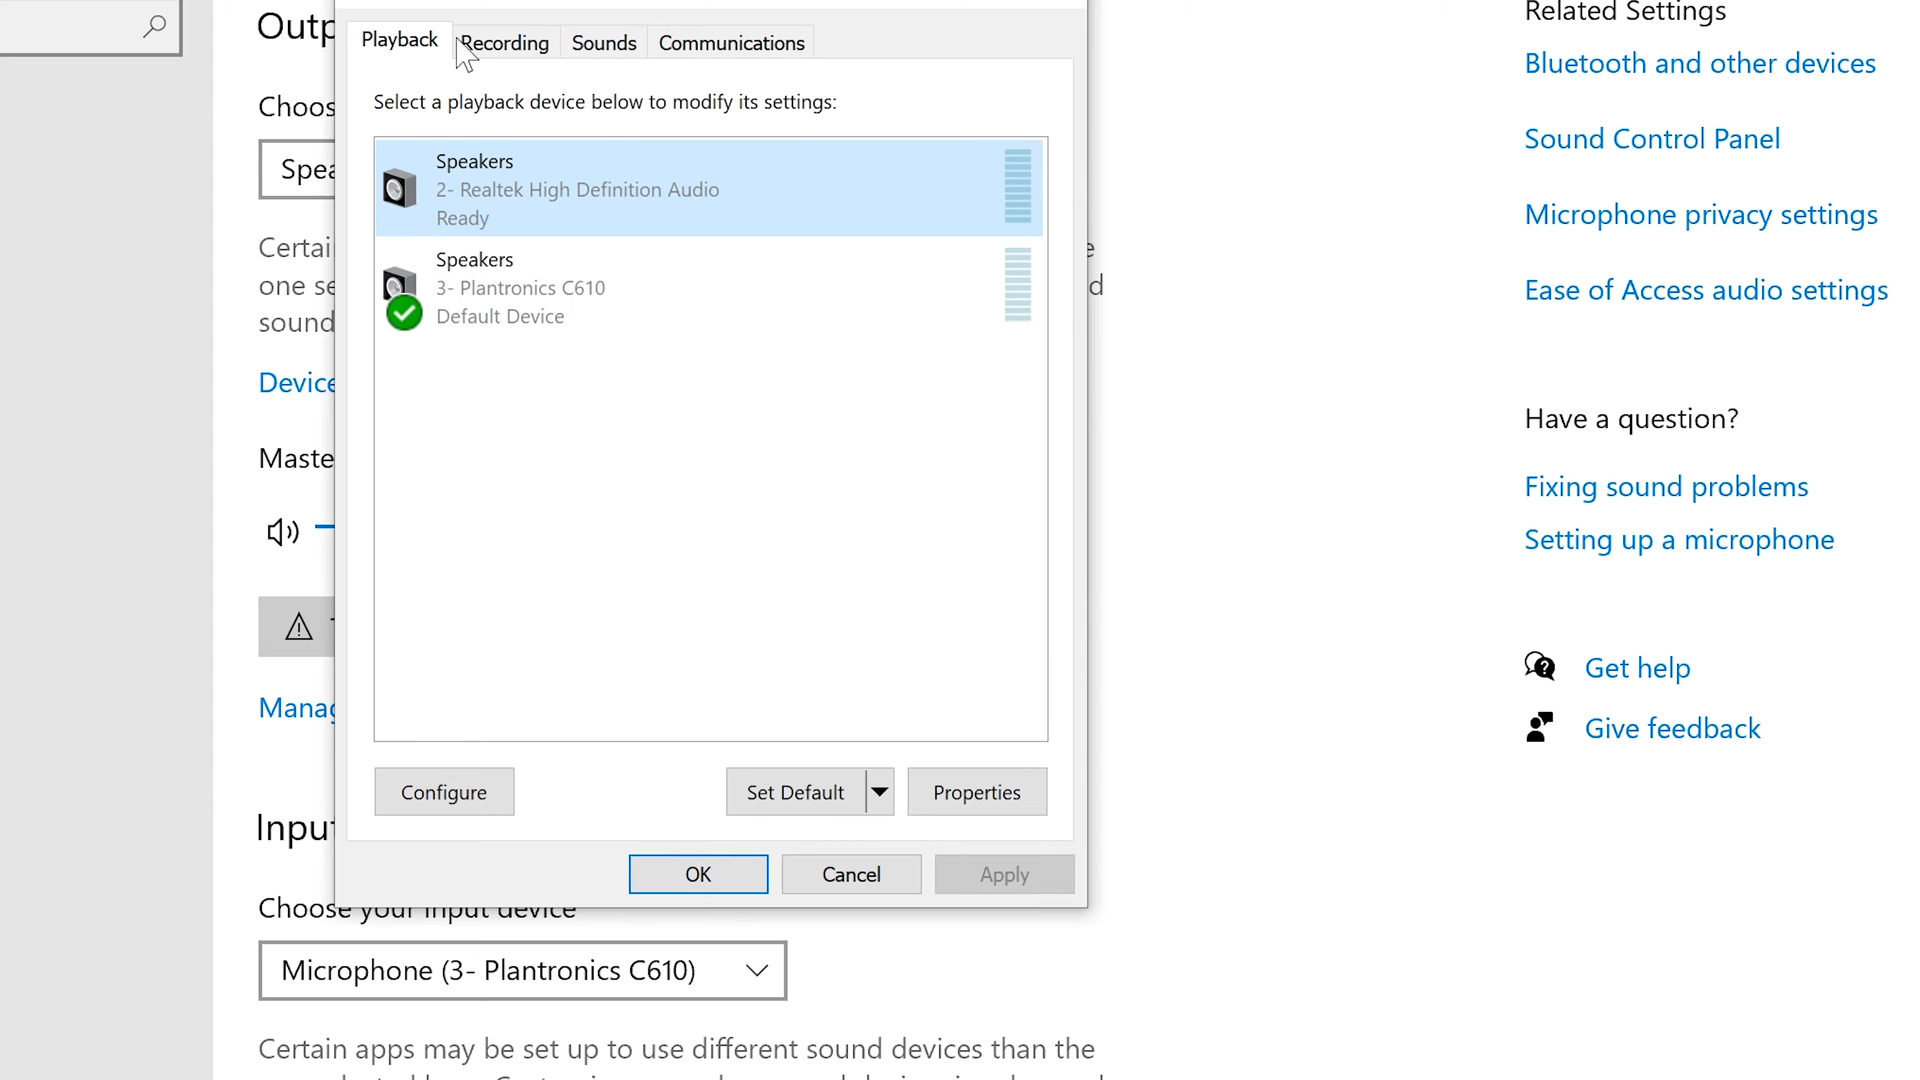 Outp
Choos
Spea
Certai
one se
sound
Device
Maste
Manag
Input
Choose your input device
Microphone (3- Plantronics C610)
Certain apps may be set up to use different sound devices than the
Playback
Recording
Sounds
Communications
Select a playback device below to modify its settings:
Speakers
2- Realtek High Definition Audio
Ready
Speakers
3- Plantronics C610
Default Device
Configure
Set Default
Properties
OK
Cancel
Apply
e
d
Related Settings
Bluetooth and other devices
Sound Control Panel
Microphone privacy settings
Ease of Access audio settings
Have a question?
Fixing sound problems
Setting up a microphone
Get help
Give feedback